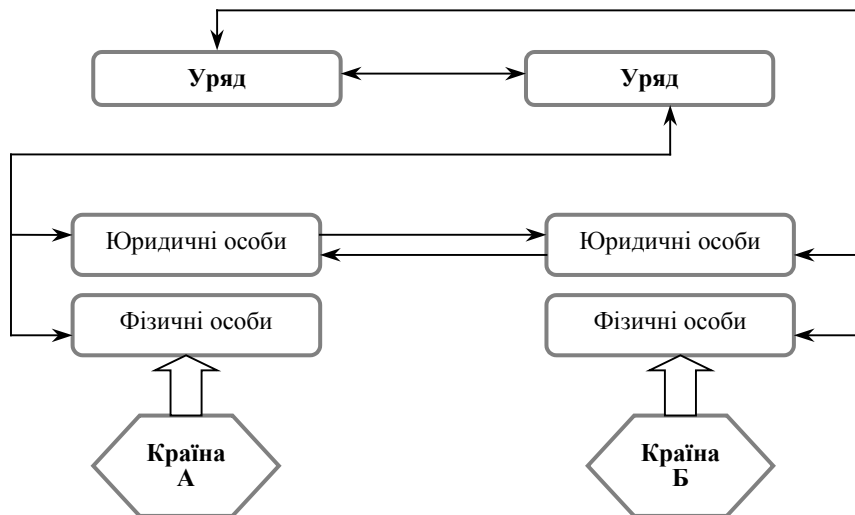 Уряд
Уряд
Юридичні особи
Юридичні особи
Фізичні особи
Фізичні особи
Країна
А
Країна
Б